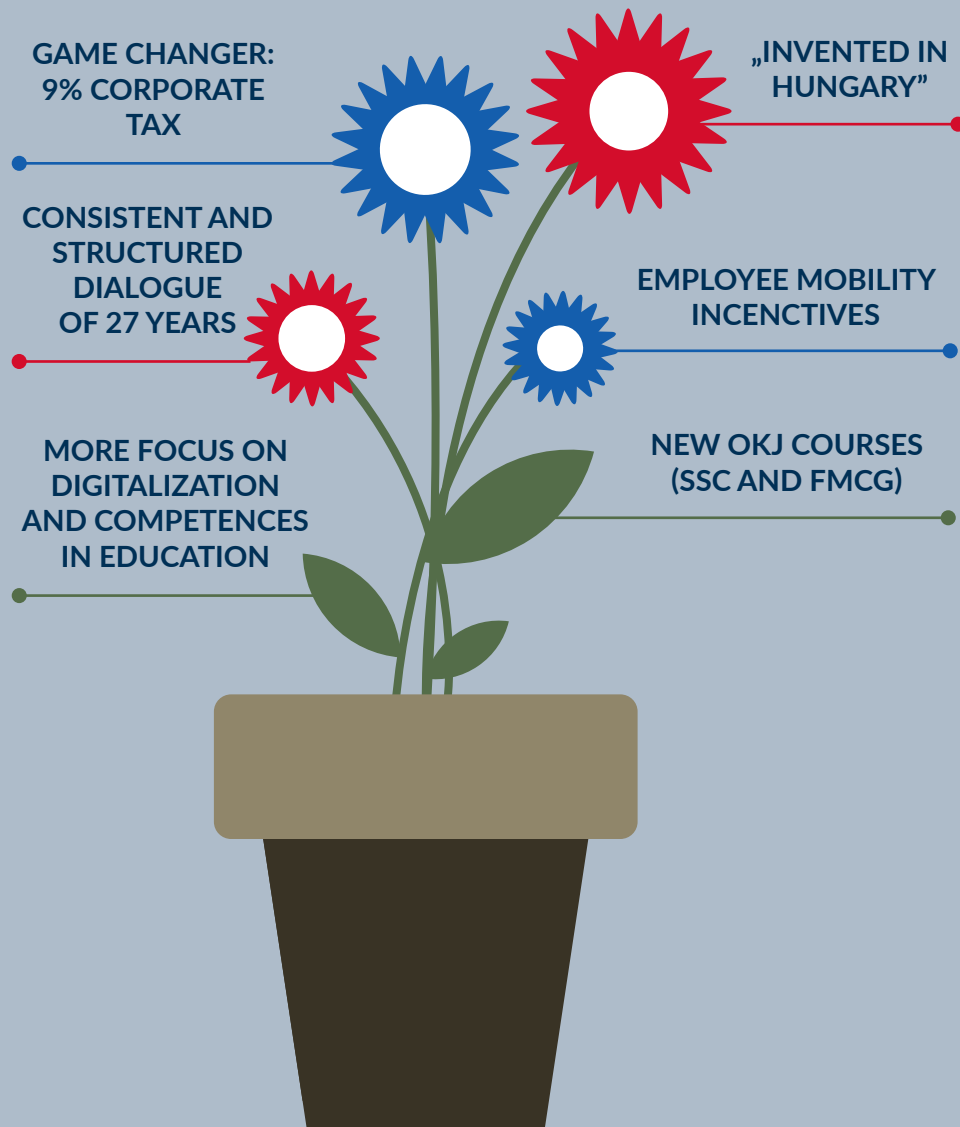 GAME CHANGER:
9% CORPORATE
TAX
„INVENTED IN
HUNGARY”
CONSISTENT AND
STRUCTURED
DIALOGUE
OF 27 YEARS
EMPLOYEE MOBILITY
INCENCTIVES
MORE FOCUS ON
DIGITALIZATION
AND COMPETENCES
IN EDUCATION
NEW OKJ COURSES
(SSC AND FMCG)